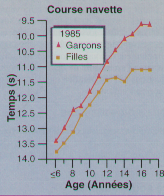 Course navette
1985
Garçons
Filles
Temps (s)
9.5
10.0
10.5
11.0
11.5
12.0
12.5
13.0
13.5
14.0
≤6 8 10 12 14 16 18
Age (Années)